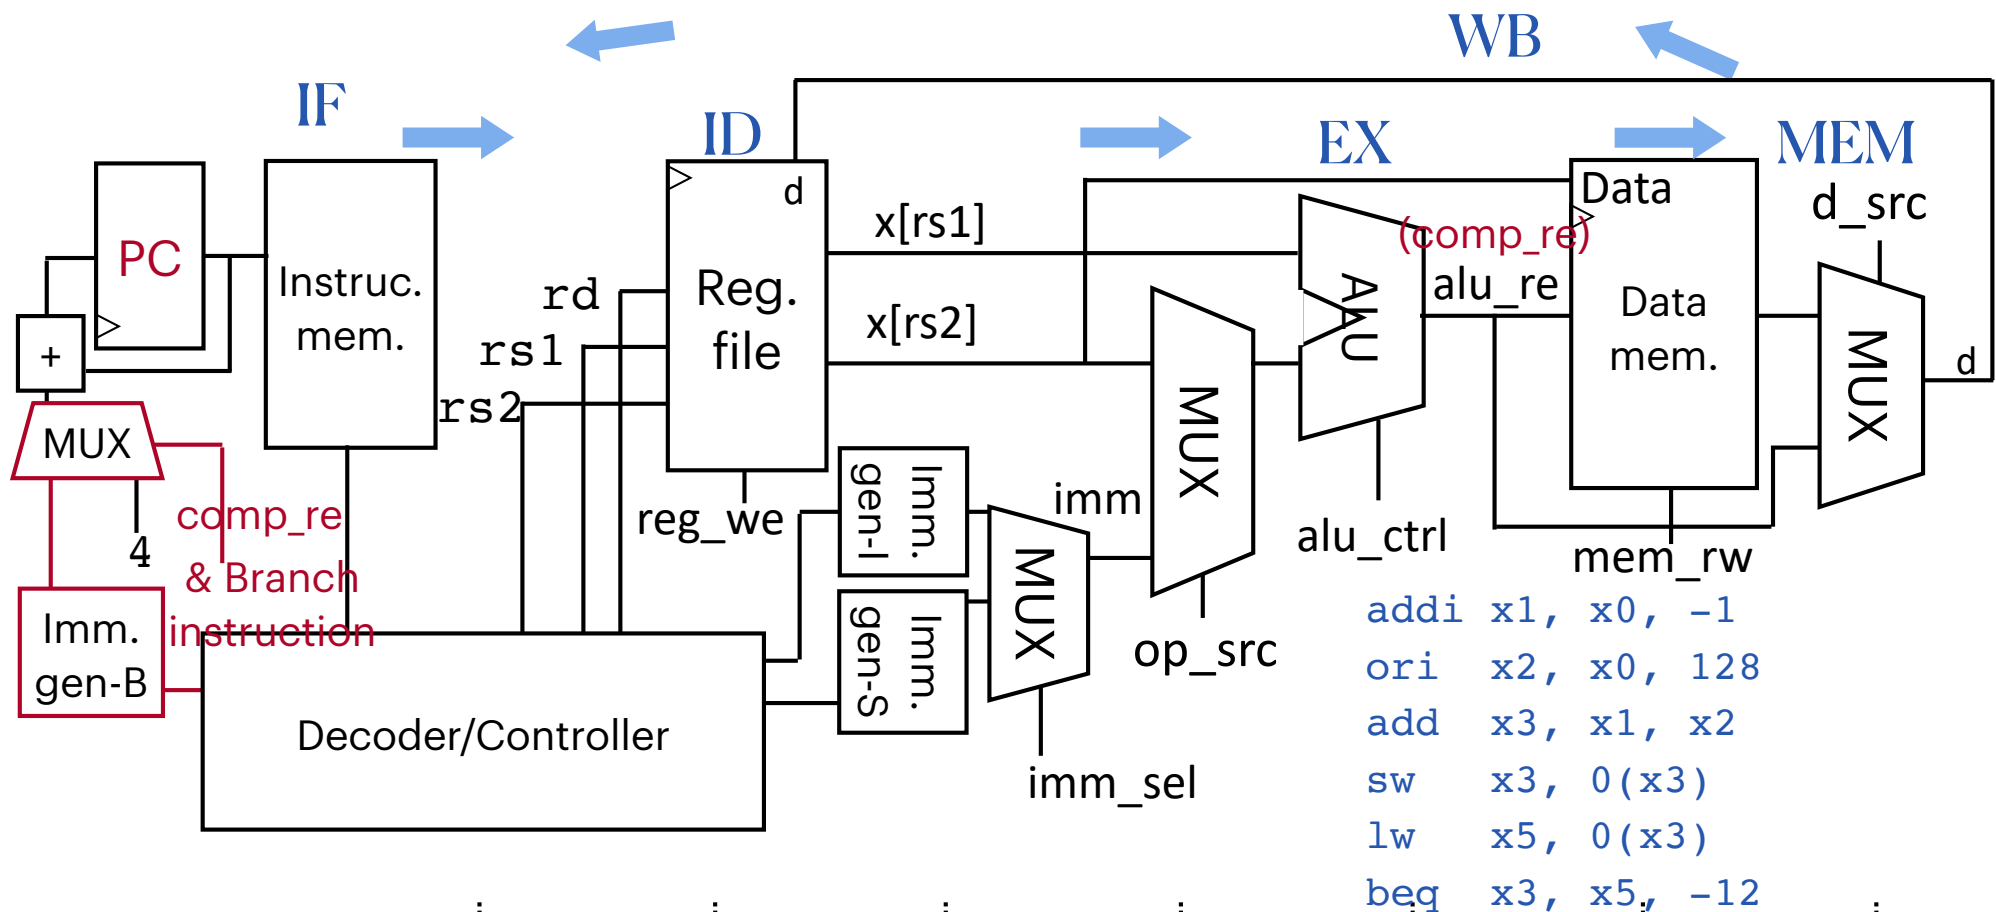 WB
IF
ID
EX
MEM
PC
Instruc.
mem.
+
MUX
4
comp_re
& Branch
instruction
Imm.
gen-B
Decoder/Controller
rd
rs1
rs2
d
Reg.
file
reg_we
x[rs1]
x[rs2]
Imm.
gen-I
Imm.
gen-S
MUX
imm
imm_sel
MUX
op_src
ALU
alu_ctrl
(comp_re)
alu_re
Data
Data
mem.
mem_rw
d_src
MUX
d
addi x1, x0, -1
ori x2, x0, 128
add x3, x1, x2
sw x3, 0(x3)
lw x5, 0(x3)
beq x3, x5, -12